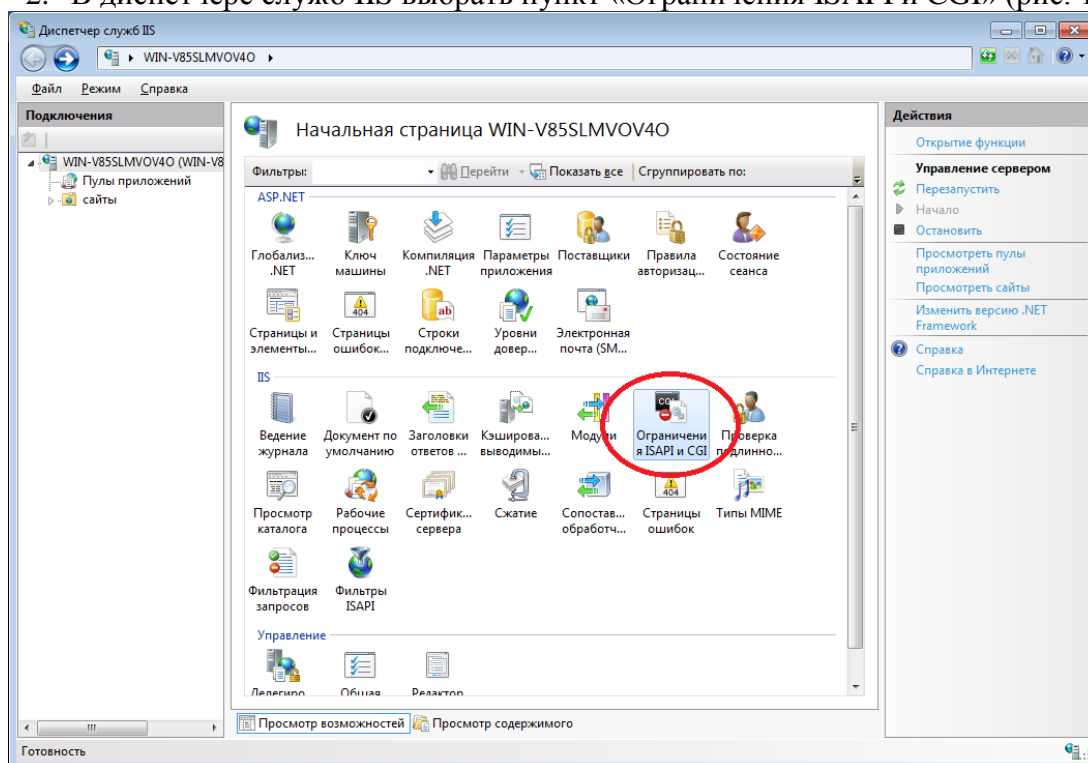 2. В диспетчере служб IIS выбрать пункт «Ограничения ISAPI и CGI» (рис. 1
Диспетчер служб IIS
WIN-V85SLMVOV4O
Файл Режим Справка
Подключения
WIN-V85SLMVOV4O (WIN-V8
Пулы приложений
сайты
Начальная страница WIN-V85SLMVOV4O
Фильтры: Перейти Показать все Сгруппировать по:
ASP.NET
Глобализ... Ключ Компиляция Параметры Поставщики Правила Состояние
.NET машины .NET приложения авторизац... сеанса
Страницы и Страницы Строки Уровни Электронная
элементы... ошибок... подключе... довер... почта (SM...
IIS
Ведение Документ по Заголовки Кэширова... Модули Ограничени Проверка
журнала умолчанию ответов ... выводимы... я ISAPI и CGI подлинно...
Просмотр Рабочие Сертифик... Сжатие Сопостав... Страницы Типы MIME
каталога процессы сервера обработч... ошибок
Фильтрация Фильтры
запросов ISAPI
Управление
Делегиро... Общая Редактор
Просмотр возможностей Просмотр содержимого
Действия
Открытие функции
Управление сервером
Перезапустить
Начало
Остановить
Просмотреть пулы
приложений
Просмотреть сайты
Изменить версию .NET
Framework
Справка
Справка в Интернете
Готовность